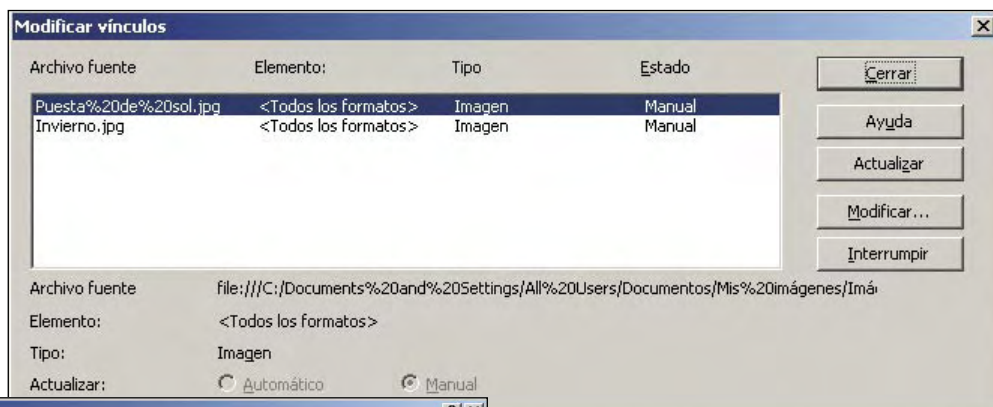 Modificar vínculos
Archivo fuente Elemento: Tipo Estado
Puesta%20de%20sol.jpg <Todos los formatos> Imagen Manual
Invierno.jpg <Todos los formatos> Imagen Manual
Cerrar
Ayuda
Actualizar
Modificar...
Interrumpir
Archivo fuente file:///C:/Documents%20and%20Settings/All%20Users/Documentos/Mis%20imágenes/Imá
Elemento: <Todos los formatos>
Tipo: Imagen
Actualizar: Automático Manual